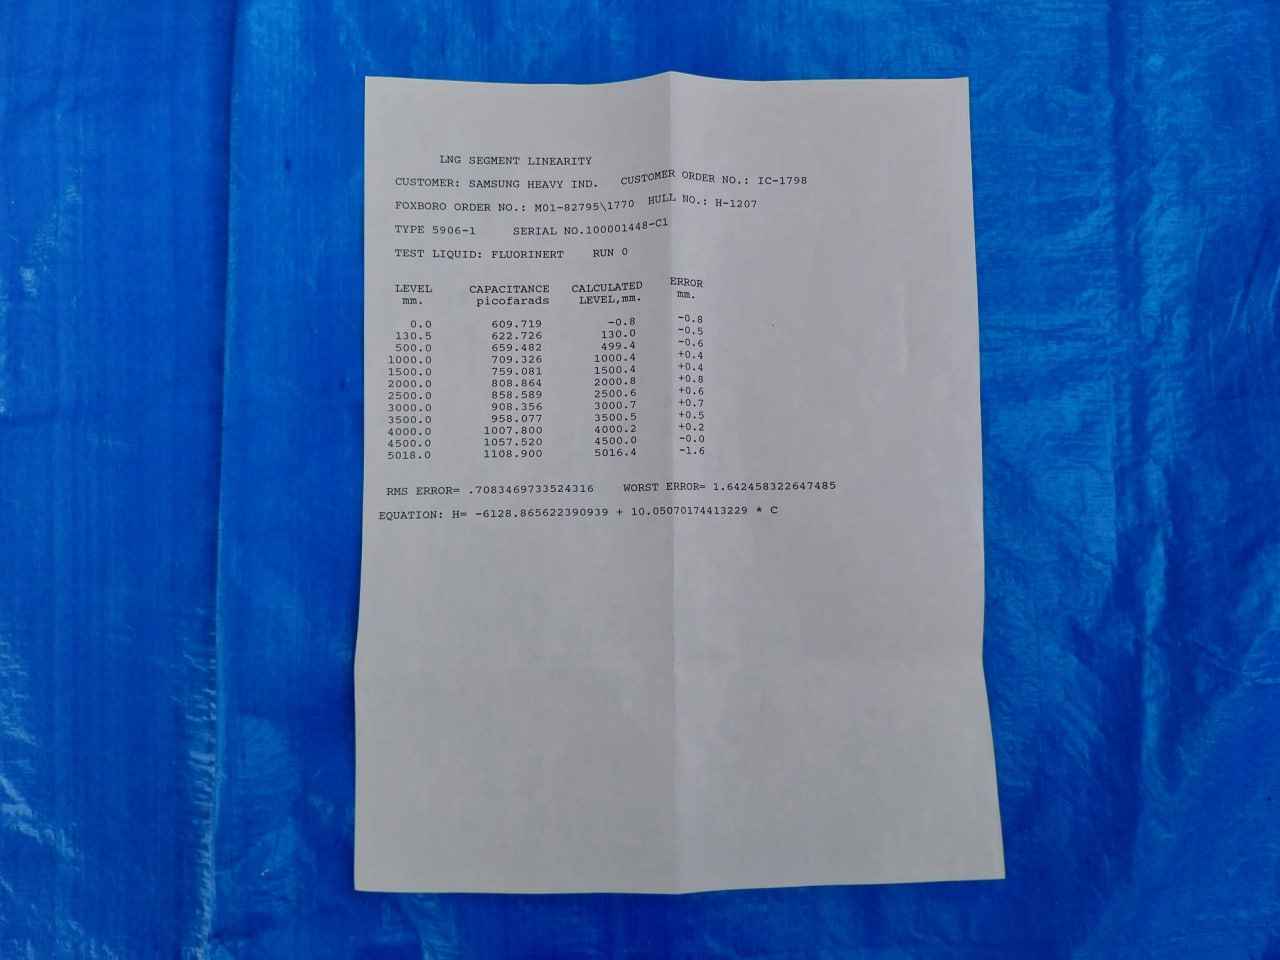 LNG SEGMENT LINEARITY
CUSTOMER: SAMSUNG HEAVY IND. CUSTOMER ORDER NO.: IC-1798
FOXBORO ORDER NO.: M01-82795\1770 HULL NO.: H-1207
TYPE 5906-1 SERIAL NO.100001448-C1
TEST LIQUID: FLUORINERT RUN 0
LEVEL CAPACITANCE CALCULATED ERROR
mm. picofarads LEVEL,mm. mm.
0.0 609.719 -0.8 -0.8
130.5 622.726 130.0 -0.5
500.0 659.482 499.4 -0.6
1000.0 709.326 1000.4 +0.4
1500.0 759.081 1500.4 +0.4
2000.0 808.864 2000.8 +0.8
2500.0 858.589 2500.6 +0.6
3000.0 908.356 3000.7 +0.7
3500.0 958.077 3500.5 +0.5
4000.0 1007.800 4000.2 +0.2
4500.0 1057.520 4500.0 -0.0
5018.0 1108.900 5016.4 -1.6
RMS ERROR= .7083469733524316 WORST ERROR= 1.642458322647485
EQUATION: H= -6128.865622390939 + 10.05070174413229 * C